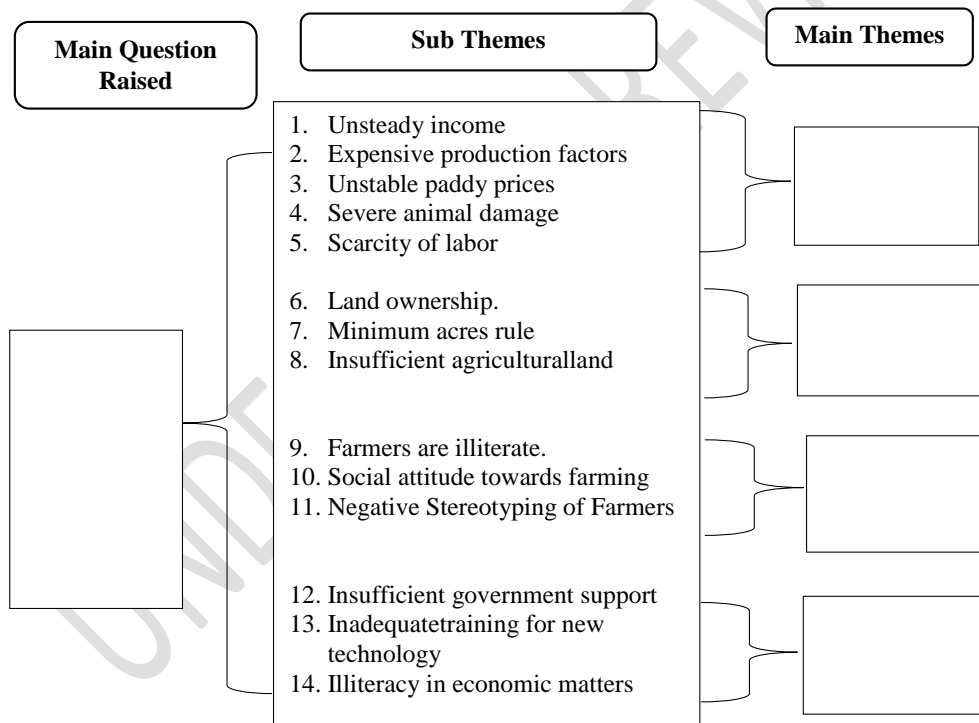 Main Question
Raised
Sub Themes
Main Themes
1. Unsteady income
2. Expensive production factors
3. Unstable paddy prices
4. Severe animal damage
5. Scarcity of labor
6. Land ownership.
7. Minimum acres rule
8. Insufficient agriculturalland
9. Farmers are illiterate.
10. Social attitude towards farming
11. Negative Stereotyping of Farmers
12. Insufficient government support
13. Inadequatetraining for new
technology
14. Illiteracy in economic matters